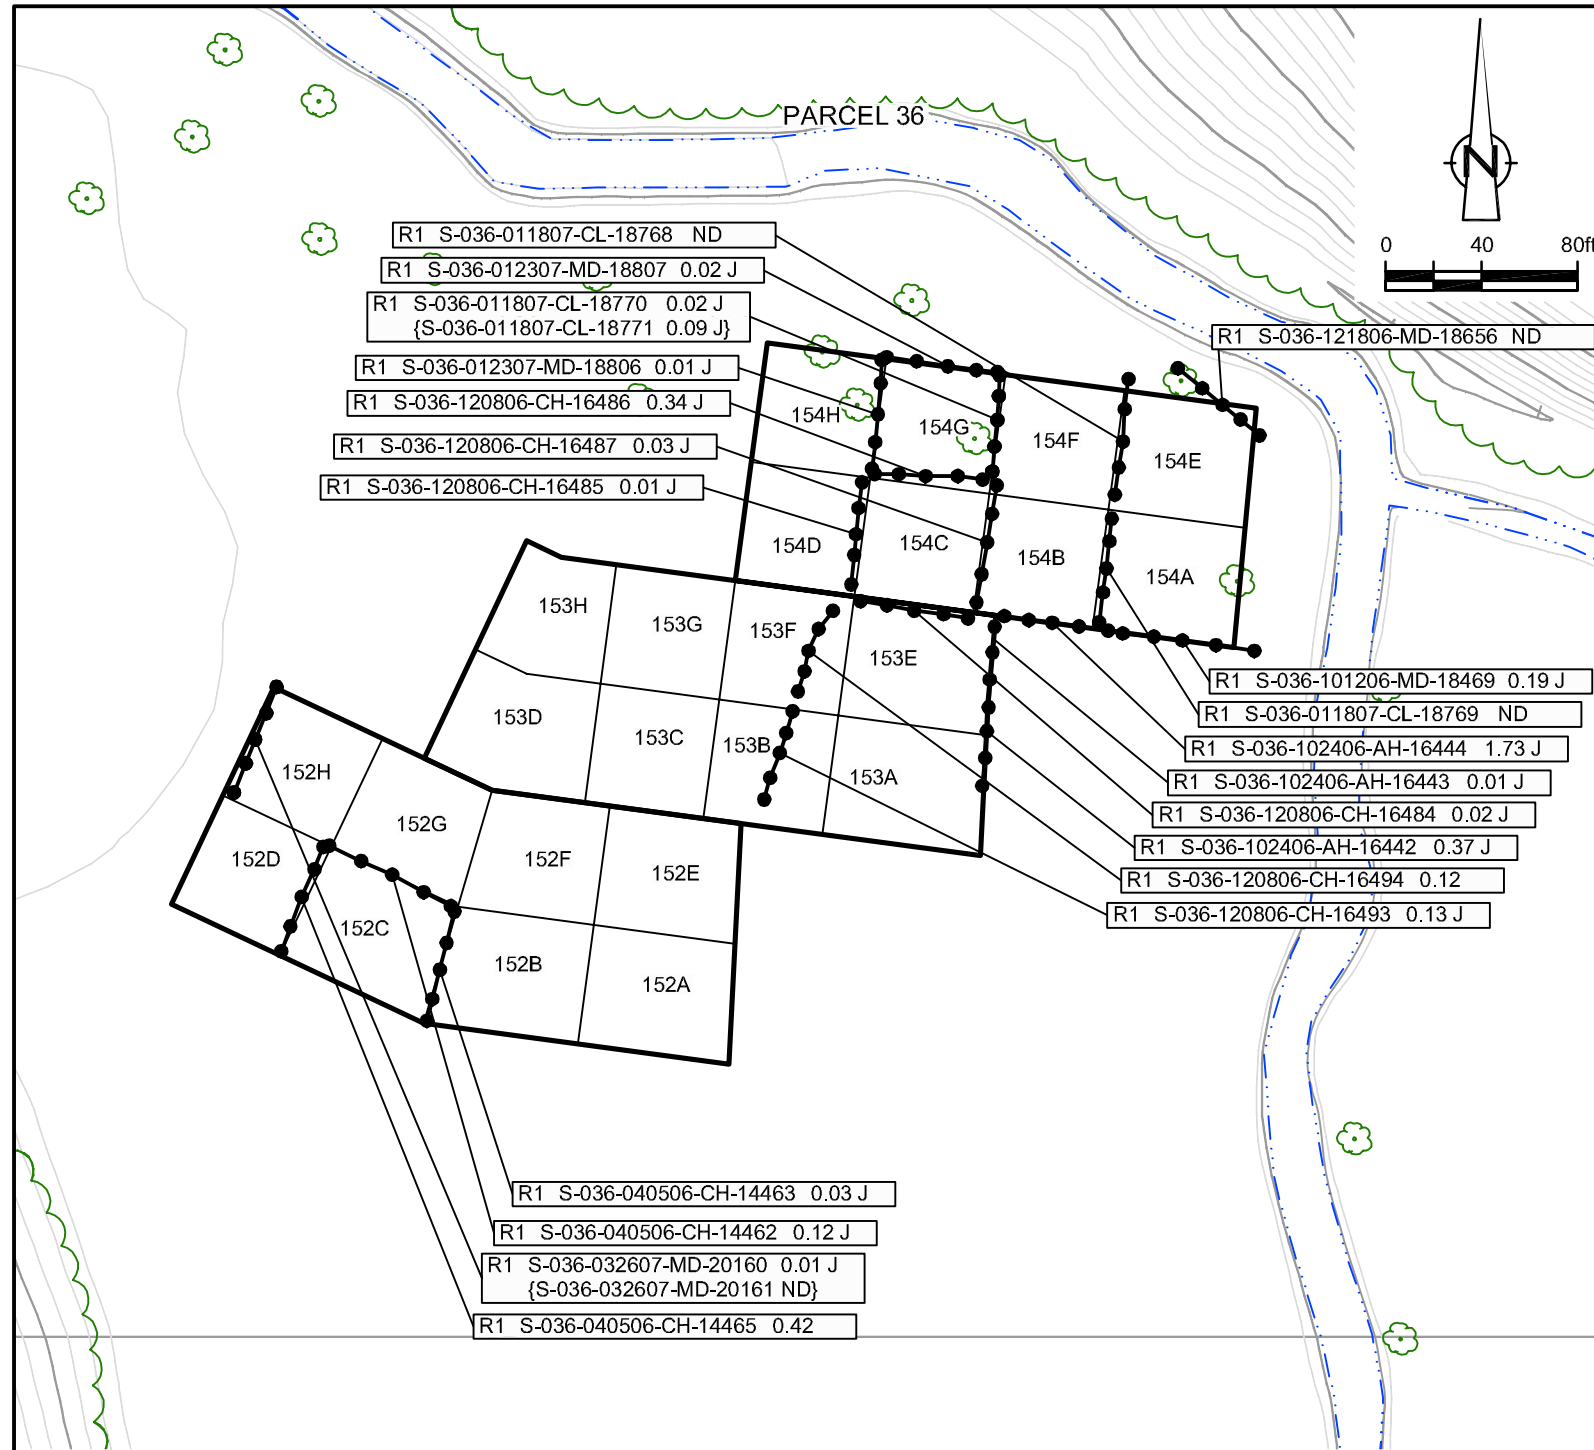 PARCEL 36
N
0 40 80ft
R1 S-036-011807-CL-18768 ND
R1 S-036-012307-MD-18807 0.02 J
R1 S-036-011807-CL-18770 0.02 J
{S-036-011807-CL-18771 0.09 J}
R1 S-036-012307-MD-18806 0.01 J
R1 S-036-120806-CH-16486 0.34 J
R1 S-036-120806-CH-16487 0.03 J
R1 S-036-120806-CH-16485 0.01 J
R1 S-036-121806-MD-18656 ND
154H
154G
154F
154E
154D
154C
154B
154A
153H
153G
153F
153E
153D
153C
153B
153A
152H
152G
152F
152E
152D
152C
152B
152A
R1 S-036-101206-MD-18469 0.19 J
R1 S-036-011807-CL-18769 ND
R1 S-036-102406-AH-16444 1.73 J
R1 S-036-102406-AH-16443 0.01 J
R1 S-036-120806-CH-16484 0.02 J
R1 S-036-102406-AH-16442 0.37 J
R1 S-036-120806-CH-16494 0.12
R1 S-036-120806-CH-16493 0.13 J
R1 S-036-040506-CH-14463 0.03 J
R1 S-036-040506-CH-14462 0.12 J
R1 S-036-032607-MD-20160 0.01 J
{S-036-032607-MD-20161 ND}
R1 S-036-040506-CH-14465 0.42